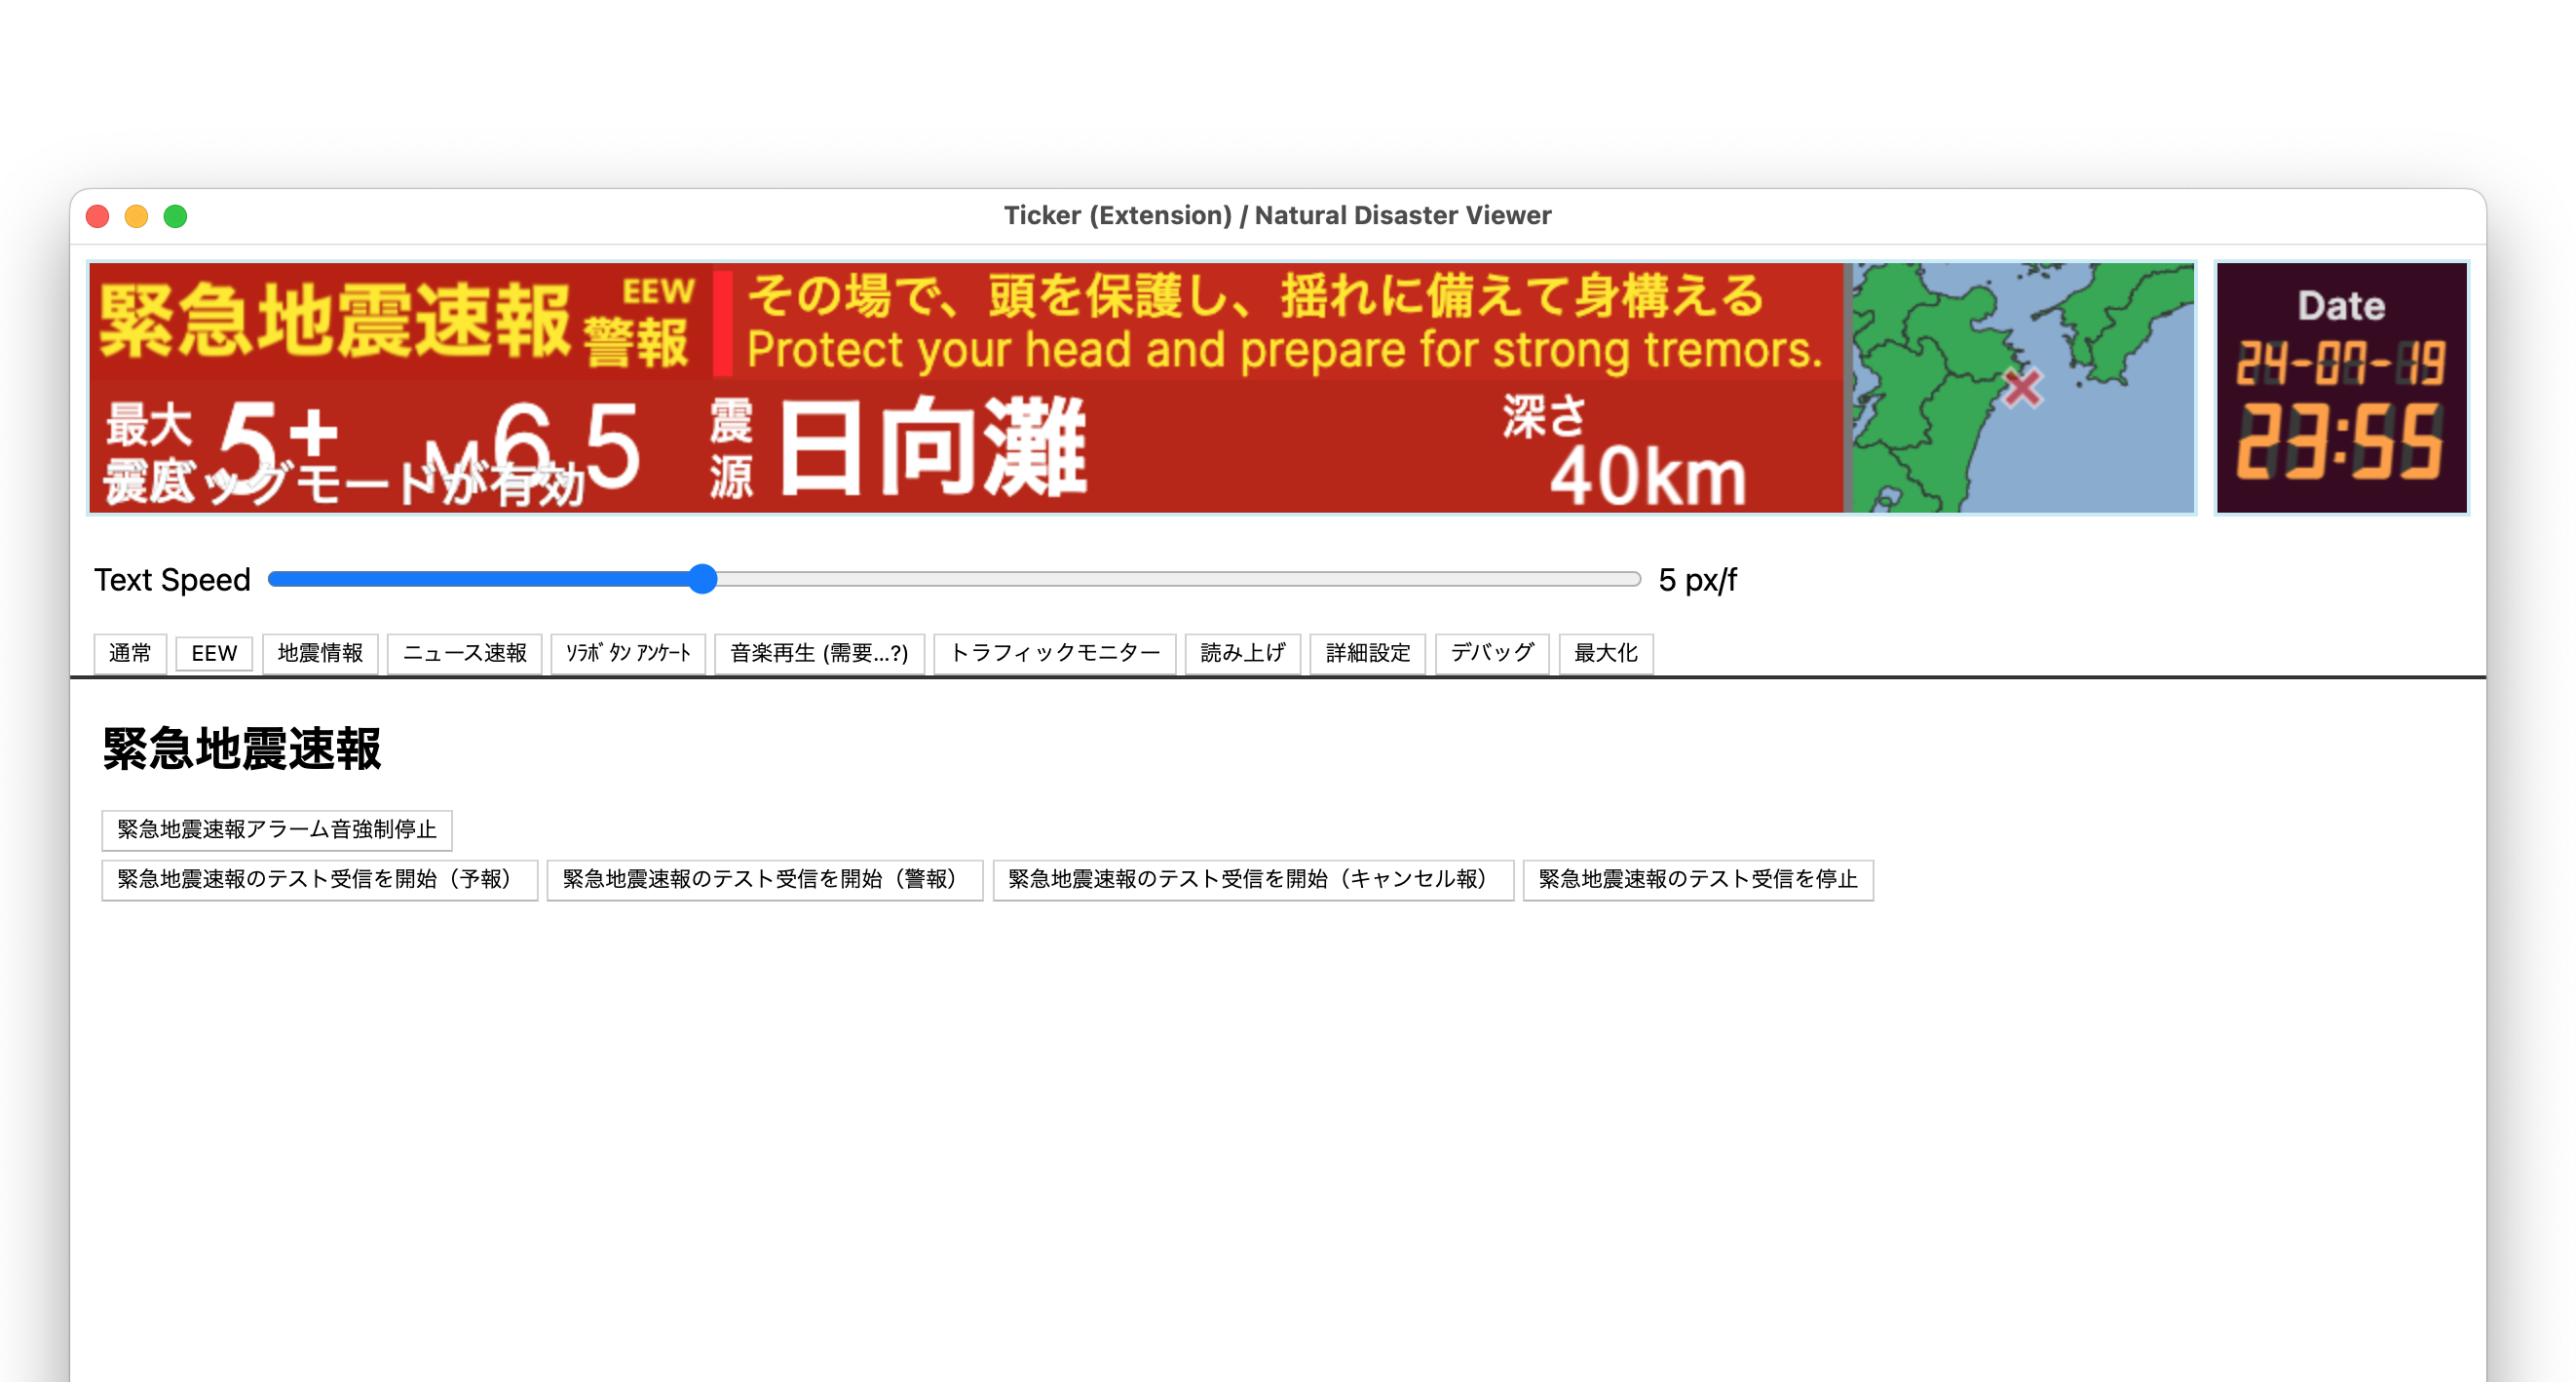 Ticker (Extension) / Natural Disaster Viewer
緊急地震速報 EEW 警報
その場で、頭を保護し、揺れに備えて身構える
Protect your head and prepare for strong tremors.
最大震度 5+ M6.5 震源 日向灘 深さ 40km
デバッグモードが有効
Date
24-07-19
23:55
Text Speed 5 px/f
通常 EEW 地震情報 ニュース速報 ｿﾗﾎﾞﾀﾝ ｱﾝｹｰﾄ 音楽再生 (需要...?) トラフィックモニター 読み上げ 詳細設定 デバッグ 最大化
緊急地震速報
緊急地震速報アラーム音強制停止
緊急地震速報のテスト受信を開始（予報） 緊急地震速報のテスト受信を開始（警報） 緊急地震速報のテスト受信を開始（キャンセル報） 緊急地震速報のテスト受信を停止